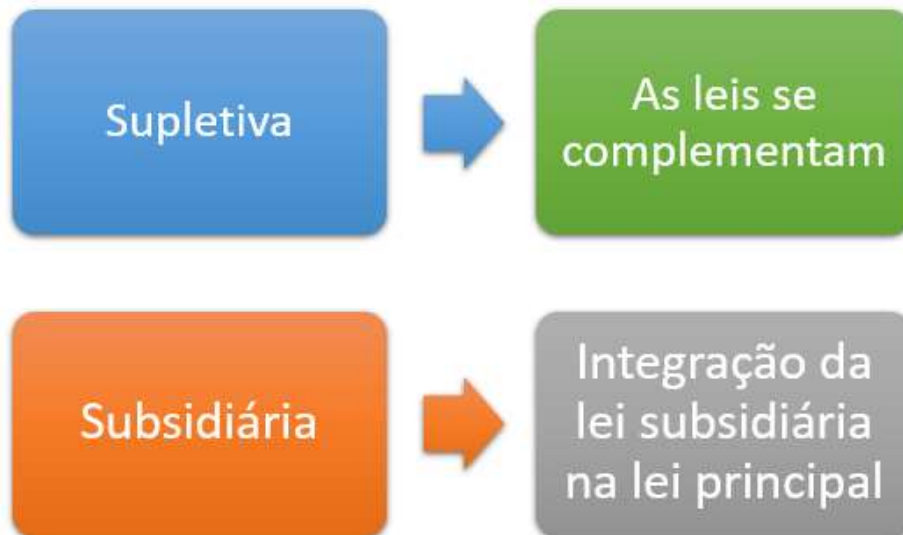 Supletiva
As leis se
complementam
Subsidiária
Integração da
lei subsidiária
na lei principal